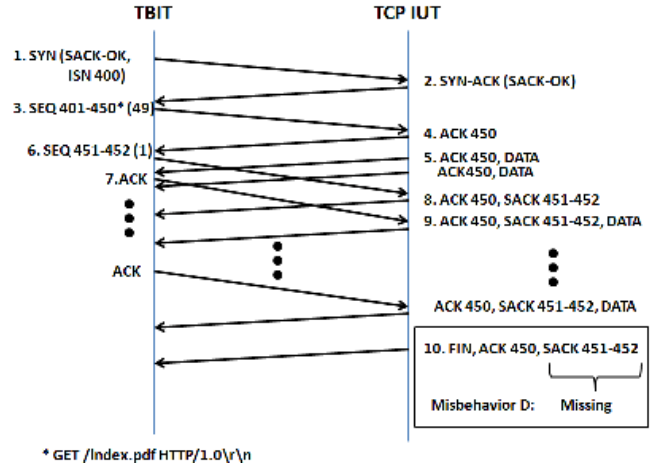 TBIT
TCP IUT
1. SYN (SACK-OK,
ISN 400)
2. SYN-ACK (SACK-OK)
3. SEQ 401-450* (49)
4. ACK 450
6. SEQ 451-452 (1)
5. ACK 450, DATA
ACK450, DATA
7. ACK
8. ACK 450, SACK 451-452
9. ACK 450, SACK 451-452, DATA
ACK
ACK 450, SACK 451-452, DATA
10. FIN, ACK 450, SACK 451-452
Misbehavior D: Missing
* GET /Index.pdf HTTP/1.0\r\n